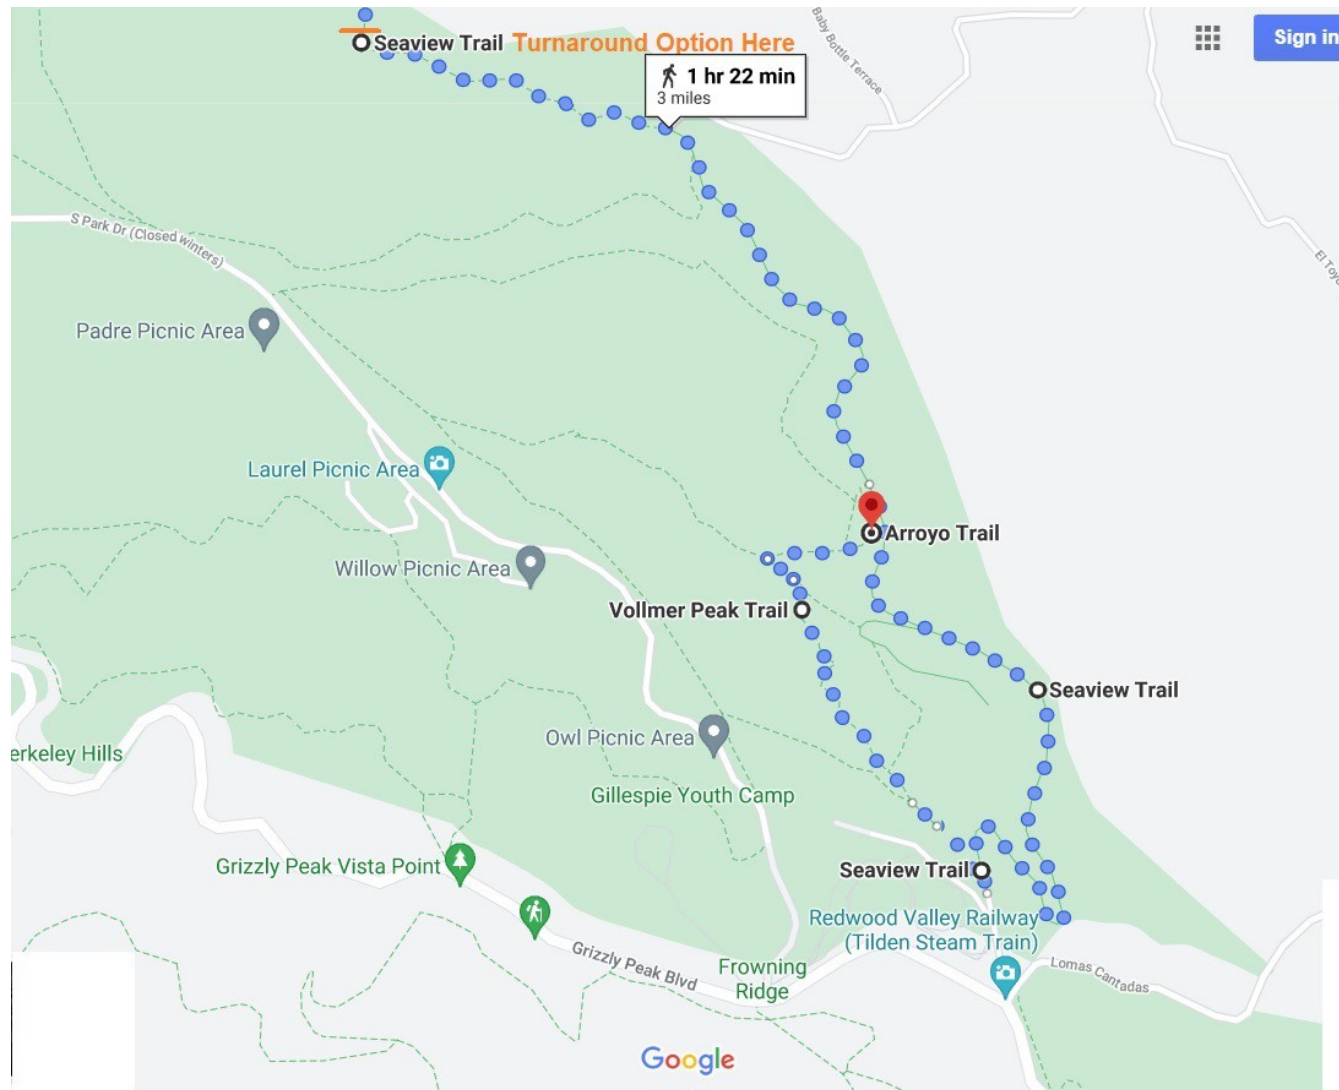 Seaview Trail Turnaround Option Here
Baby Bottle Terrace
Sign in
1 hr 22 min
3 miles
S Park Dr (Closed winters)
El Toyo
Padre Picnic Area
Laurel Picnic Area
Arroyo Trail
Willow Picnic Area
Vollmer Peak Trail
Seaview Trail
Owl Picnic Area
erkeley Hills
Gillespie Youth Camp
Grizzly Peak Vista Point
Seaview Trail
Redwood Valley Railway
(Tilden Steam Train)
Grizzly Peak Blvd
Frowning
Ridge
Lomas Cantadas
Google